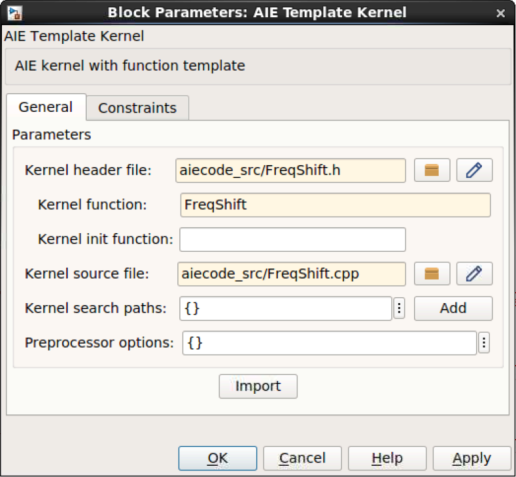 Block Parameters: AIE Template Kernel
AIE Template Kernel
AIE kernel with function template
General Constraints
Parameters
Kernel header file: aiecode_src/FreqShift.h
Kernel function: FreqShift
Kernel init function:
Kernel source file: aiecode_src/FreqShift.cpp
Kernel search paths: {} Add
Preprocessor options: {}
Import
OK Cancel Help Apply